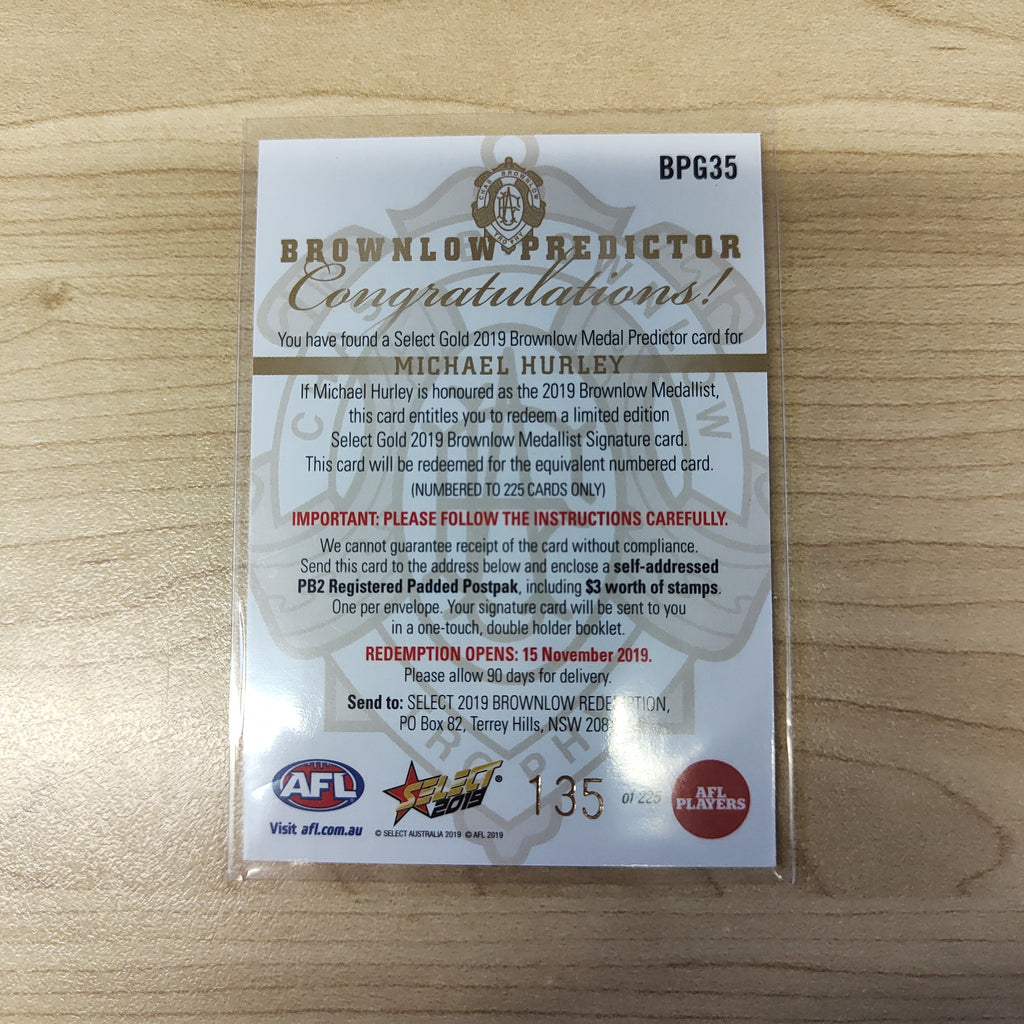 BPG35
CHAS BROWNLOW
TROPHY
BROWNLOW PREDICTOR
Congratulations!
You have found a Select Gold 2019 Brownlow Medal Predictor card for
MICHAEL HURLEY
If Michael Hurley is honoured as the 2019 Brownlow Medallist,
this card entitles you to redeem a limited edition
Select Gold 2019 Brownlow Medallist Signature card.
This card will be redeemed for the equivalent numbered card.
(NUMBERED TO 225 CARDS ONLY)
IMPORTANT: PLEASE FOLLOW THE INSTRUCTIONS CAREFULLY.
We cannot guarantee receipt of the card without compliance.
Send this card to the address below and enclose a self-addressed
PB2 Registered Padded Postpak, including $3 worth of stamps.
One per envelope. Your signature card will be sent to you
in a one-touch, double holder booklet.
REDEMPTION OPENS: 15 November 2019.
Please allow 90 days for delivery.
Send to: SELECT 2019 BROWNLOW REDEMPTION,
PO Box 82, Terrey Hills, NSW
AFL
Visit afl.com.au
SELECT®
2019
© SELECT AUSTRALIA 2019 © AFL 2019
135
of 225
AFL
PLAYERS